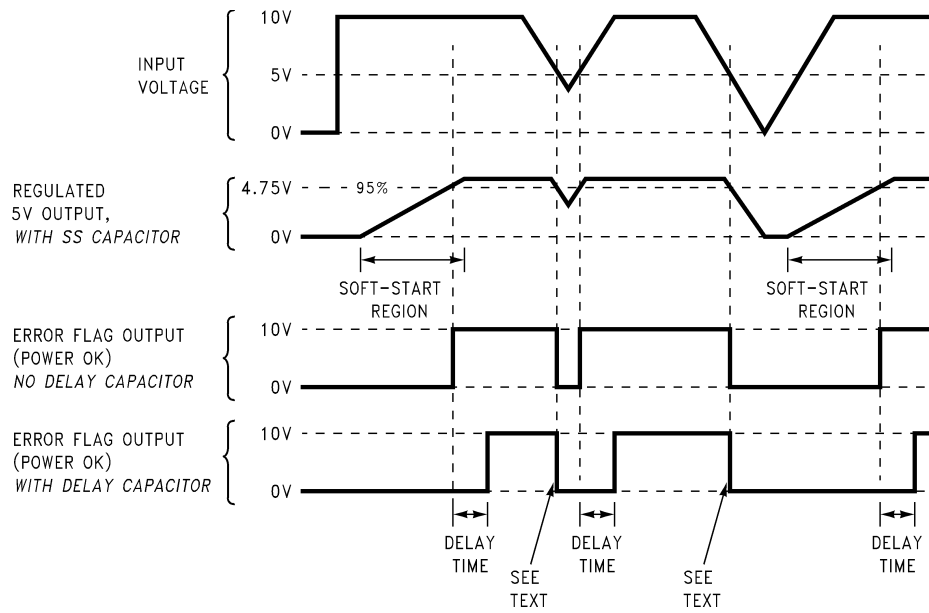 INPUT
VOLTAGE
10V
5V
0V
REGULATED
5V OUTPUT,
WITH SS CAPACITOR
4.75V
95%
0V
SOFT-START
REGION
SOFT-START
REGION
ERROR FLAG OUTPUT
(POWER OK)
NO DELAY CAPACITOR
10V
0V
ERROR FLAG OUTPUT
(POWER OK)
WITH DELAY CAPACITOR
10V
0V
DELAY
TIME
SEE
TEXT
DELAY
TIME
SEE
TEXT
DELAY
TIME